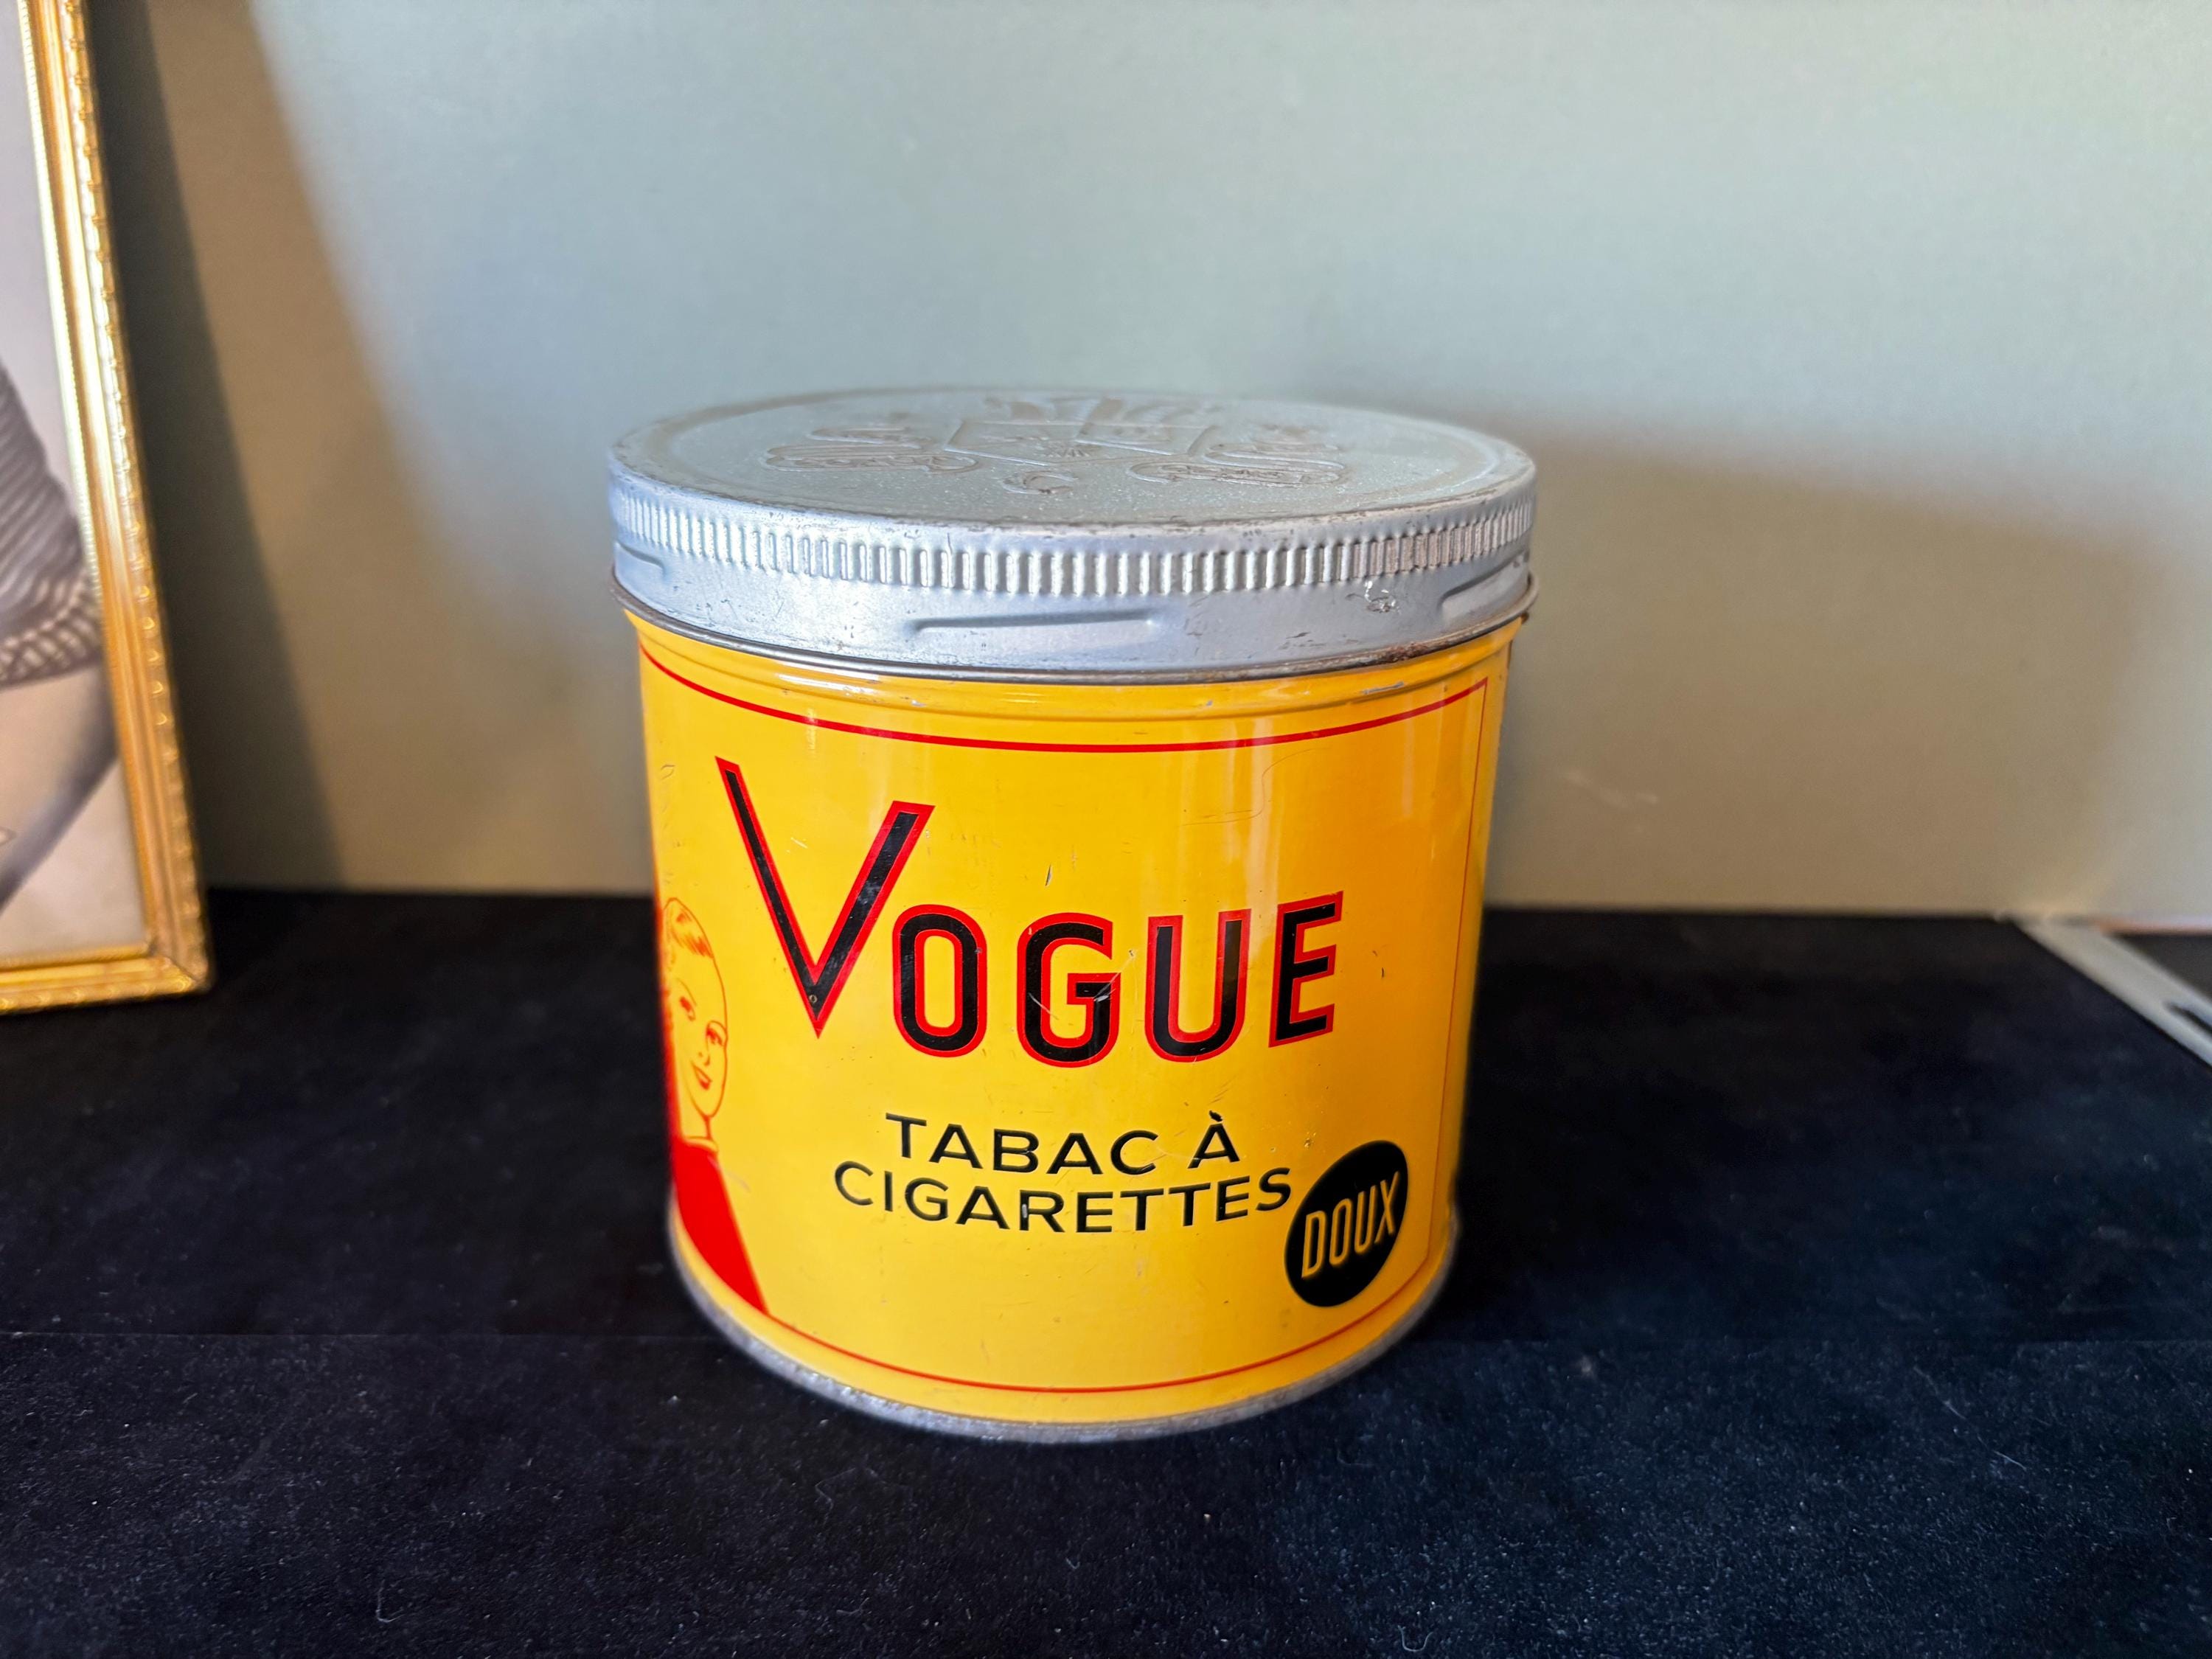 VOGUE
TABAC À
CIGARETTES
DOUX